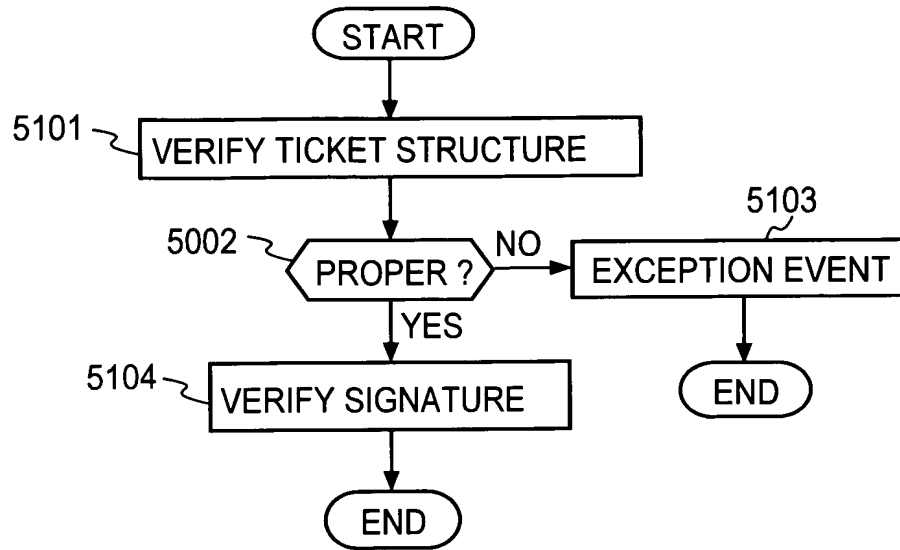 START
5101
VERIFY TICKET STRUCTURE
5103
5002
PROPER ?
NO
EXCEPTION EVENT
YES
5104
VERIFY SIGNATURE
END
END